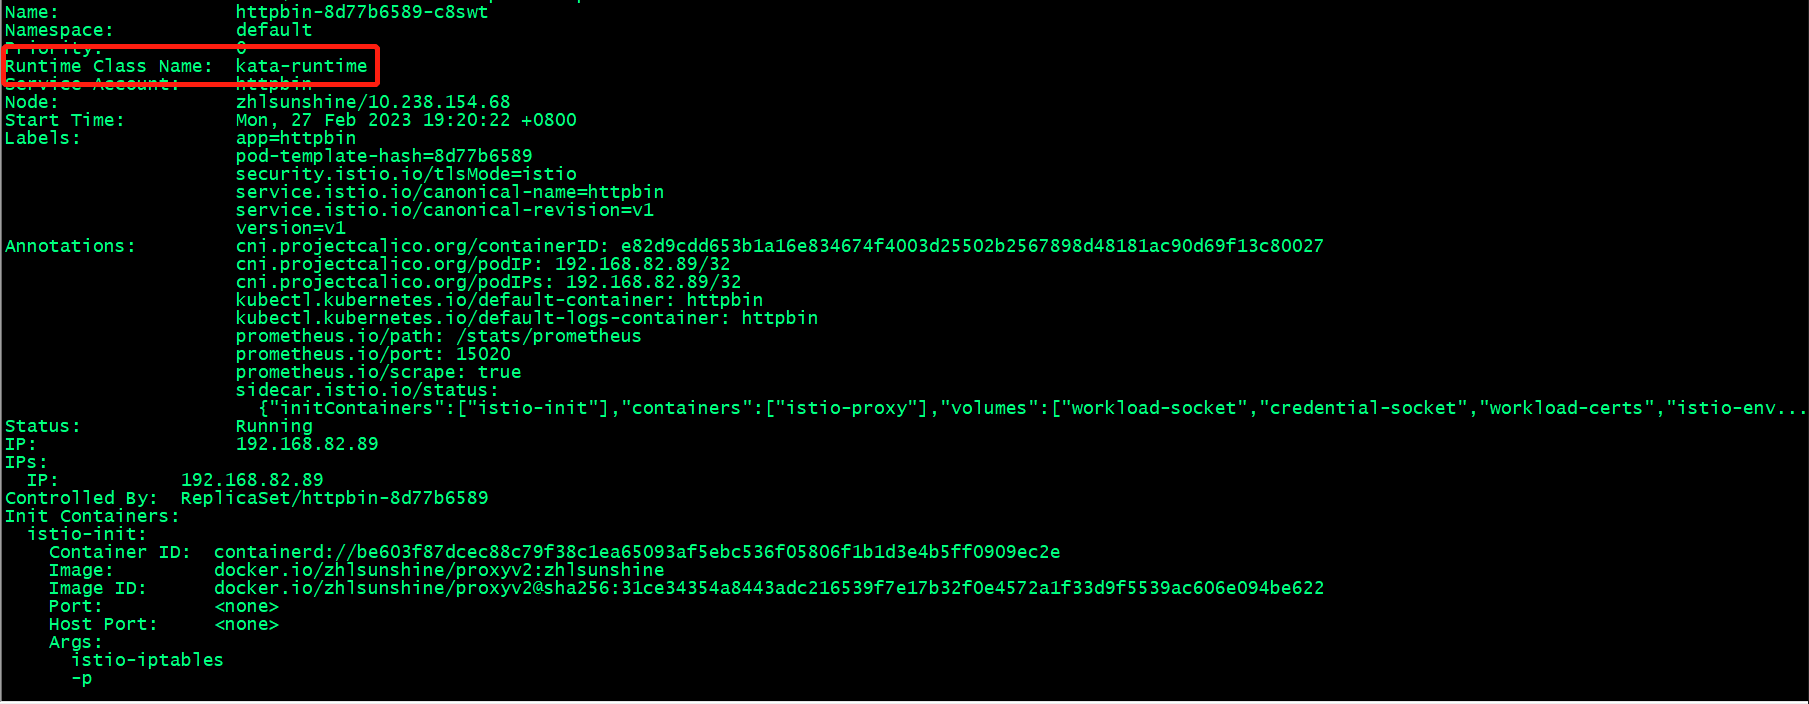 Name:                httpbin-8d77b6589-c8swt
Namespace:           default
Priority:            0
Runtime Class Name:  kata-runtime
Service Account:     httpbin
Node:                zhlsunshine/10.238.154.68
Start Time:          Mon, 27 Feb 2023 19:20:22 +0800
Labels:              app=httpbin
                     pod-template-hash=8d77b6589
                     security.istio.io/tlsMode=istio
                     service.istio.io/canonical-name=httpbin
                     service.istio.io/canonical-revision=v1
                     version=v1
Annotations:         cni.projectcalico.org/containerID: e82d9cdd653b1a16e834674f4003d25502b2567898d48181ac90d69f13c80027
                     cni.projectcalico.org/podIP: 192.168.82.89/32
                     cni.projectcalico.org/podIPs: 192.168.82.89/32
                     kubectl.kubernetes.io/default-container: httpbin
                     kubectl.kubernetes.io/default-logs-container: httpbin
                     prometheus.io/path: /stats/prometheus
                     prometheus.io/port: 15020
                     prometheus.io/scrape: true
                     sidecar.istio.io/status:
                       {"initContainers":["istio-init"],"containers":["istio-proxy"],"volumes":["workload-socket","credential-socket","workload-certs","istio-env...
Status:              Running
IP:                  192.168.82.89
IPs:
  IP:           192.168.82.89
Controlled By:  ReplicaSet/httpbin-8d77b6589
Init Containers:
  istio-init:
    Container ID:  containerd://be603f87dcec88c79f38c1ea65093af5ebc536f05806f1b1d3e4b5ff0909ec2e
    Image:         docker.io/zhlsunshine/proxyv2:zhlsunshine
    Image ID:      docker.io/zhlsunshine/proxyv2@sha256:31ce34354a8443adc216539f7e17b32f0e4572a1f33d9f5539ac606e094be622
    Port:          <none>
    Host Port:     <none>
    Args:
      istio-iptables
      -p